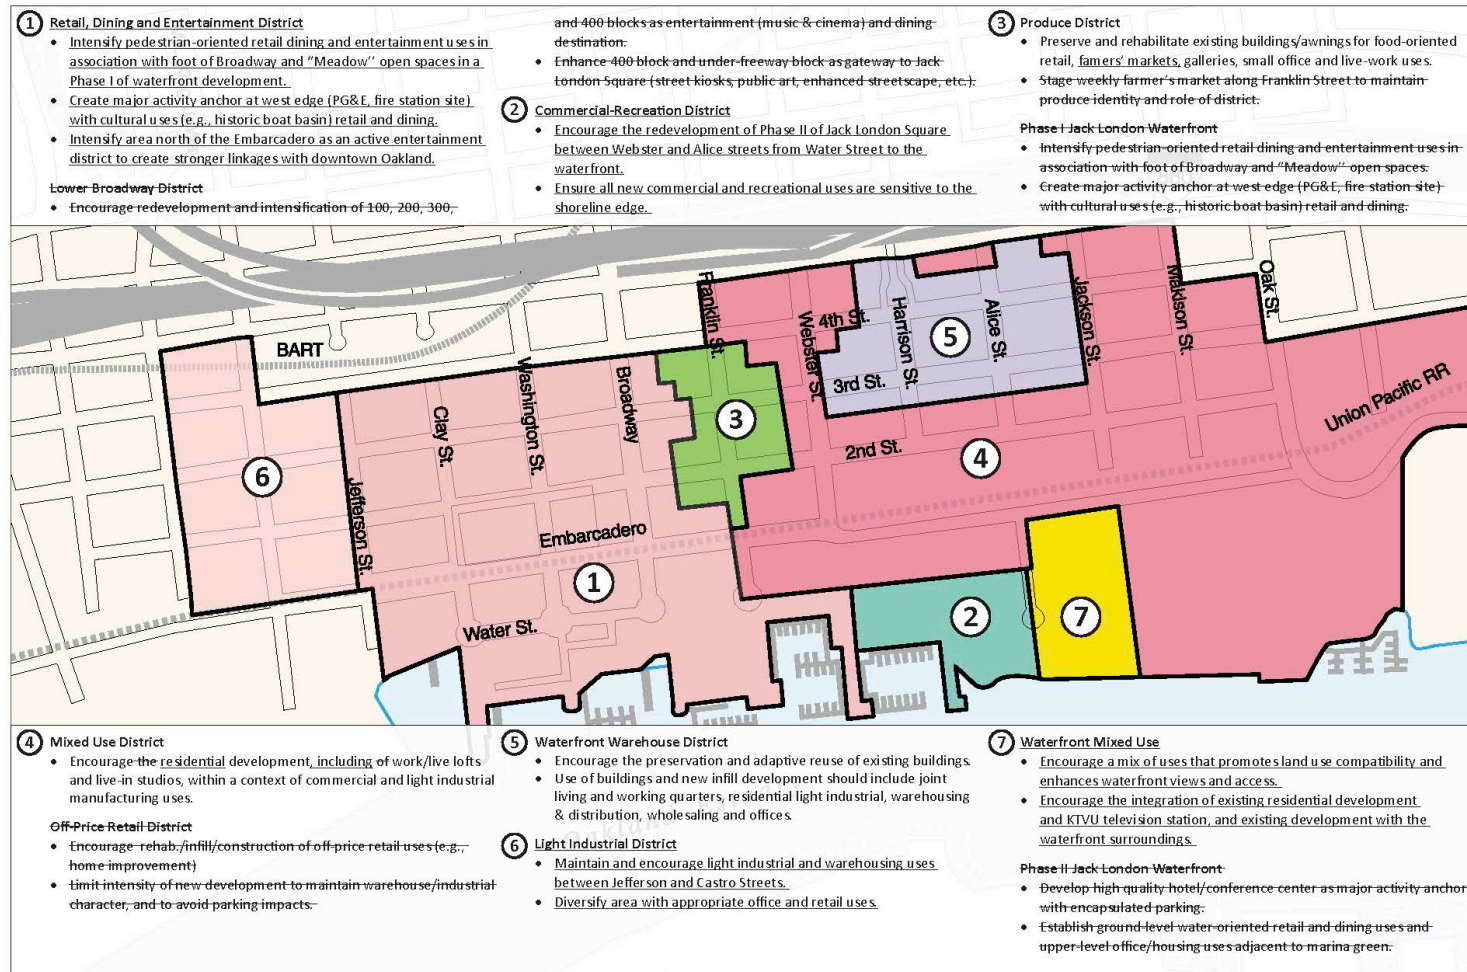 1 Retail, Dining and Entertainment District
• Intensify pedestrian-oriented retail dining and entertainment uses in
association with foot of Broadway and “Meadow’’ open spaces in a
Phase I of waterfront development.
• Create major activity anchor at west edge (PG&E, fire station site)
with cultural uses (e.g., historic boat basin) retail and dining.
• Intensify area north of the Embarcadero as an active entertainment
district to create stronger linkages with downtown Oakland.
Lower Broadway District
• Encourage redevelopment and intensification of 100, 200, 300,
and 400 blocks as entertainment (music & cinema) and dining
destination.
• Enhance 400 block and under-freeway block as gateway to Jack
London Square (street kiosks, public art, enhanced streetscape, etc.).
2 Commercial-Recreation District
• Encourage the redevelopment of Phase II of Jack London Square
between Webster and Alice streets from Water Street to the
waterfront.
• Ensure all new commercial and recreational uses are sensitive to the
shoreline edge.
3 Produce District
• Preserve and rehabilitate existing buildings/awnings for food-oriented
retail, famers’ markets, galleries, small office and live-work uses.
• Stage weekly farmer’s market along Franklin Street to maintain
produce identity and role of district.
Phase I Jack London Waterfront
• Intensify pedestrian-oriented retail dining and entertainment uses in
association with foot of Broadway and “Meadow’’ open spaces.
• Create major activity anchor at west edge (PG&E, fire station site)
with cultural uses (e.g., historic boat basin) retail and dining.
880
BART
Franklin St.
Webster St.
4th St.
Harrison St.
Alice St.
Jackson St.
Madison St.
Oak St.
5
3rd St.
Union Pacific RR
Clay St.
Washington St.
Broadway
3
2nd St.
4
6
Jefferson St.
Embarcadero
1
2
7
Water St.
4 Mixed Use District
• Encourage the residential development, including of work/live lofts
and live-in studios, within a context of commercial and light industrial
manufacturing uses.
Off-Price Retail District
• Encourage rehab./infill/construction of off-price retail uses (e.g.,
home improvement)
• Limit intensity of new development to maintain warehouse/industrial
character, and to avoid parking impacts.
5 Waterfront Warehouse District
• Encourage the preservation and adaptive reuse of existing buildings.
• Use of buildings and new infill development should include joint
living and working quarters, residential light industrial, warehousing
& distribution, wholesaling and offices.
Oakland Estuary
6 Light Industrial District
• Maintain and encourage light industrial and warehousing uses
between Jefferson and Castro Streets.
• Diversify area with appropriate office and retail uses.
7 Waterfront Mixed Use
• Encourage a mix of uses that promotes land use compatibility and
enhances waterfront views and access.
• Encourage the integration of existing residential development
and KTVU television station, and existing development with the
waterfront surroundings.
Phase II Jack London Waterfront
• Develop high quality hotel/conference center as major activity anchor
with encapsulated parking.
• Establish ground-level water-oriented retail and dining uses and
upper-level office/housing uses adjacent to marina green.